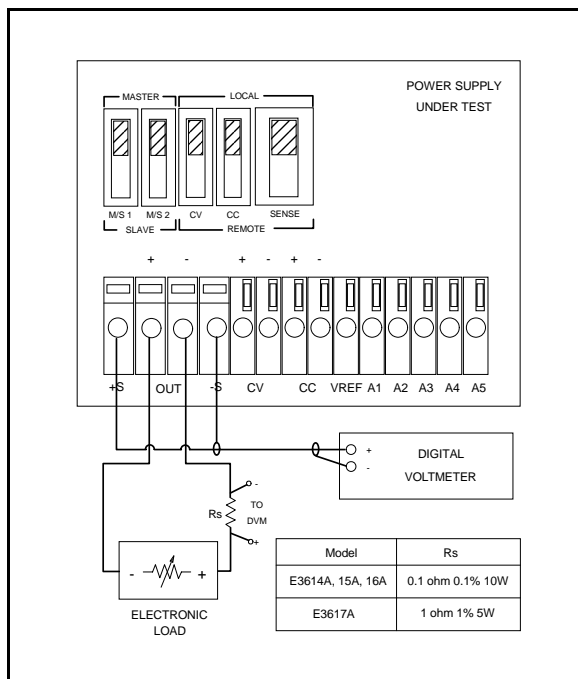 POWER SUPPLY
UNDER TEST
MASTER LOCAL
M/S 1 M/S 2 CV CC SENSE
SLAVE REMOTE
+ - + - + -
+S OUT -S CV CC VREF A1 A2 A3 A4 A5
+
-
DIGITAL
VOLTMETER
-
Rs
TO
DVM
+
- +
ELECTRONIC
LOAD
Model Rs
E3614A, 15A, 16A 0.1 ohm 0.1% 10W
E3617A 1 ohm 1% 5W